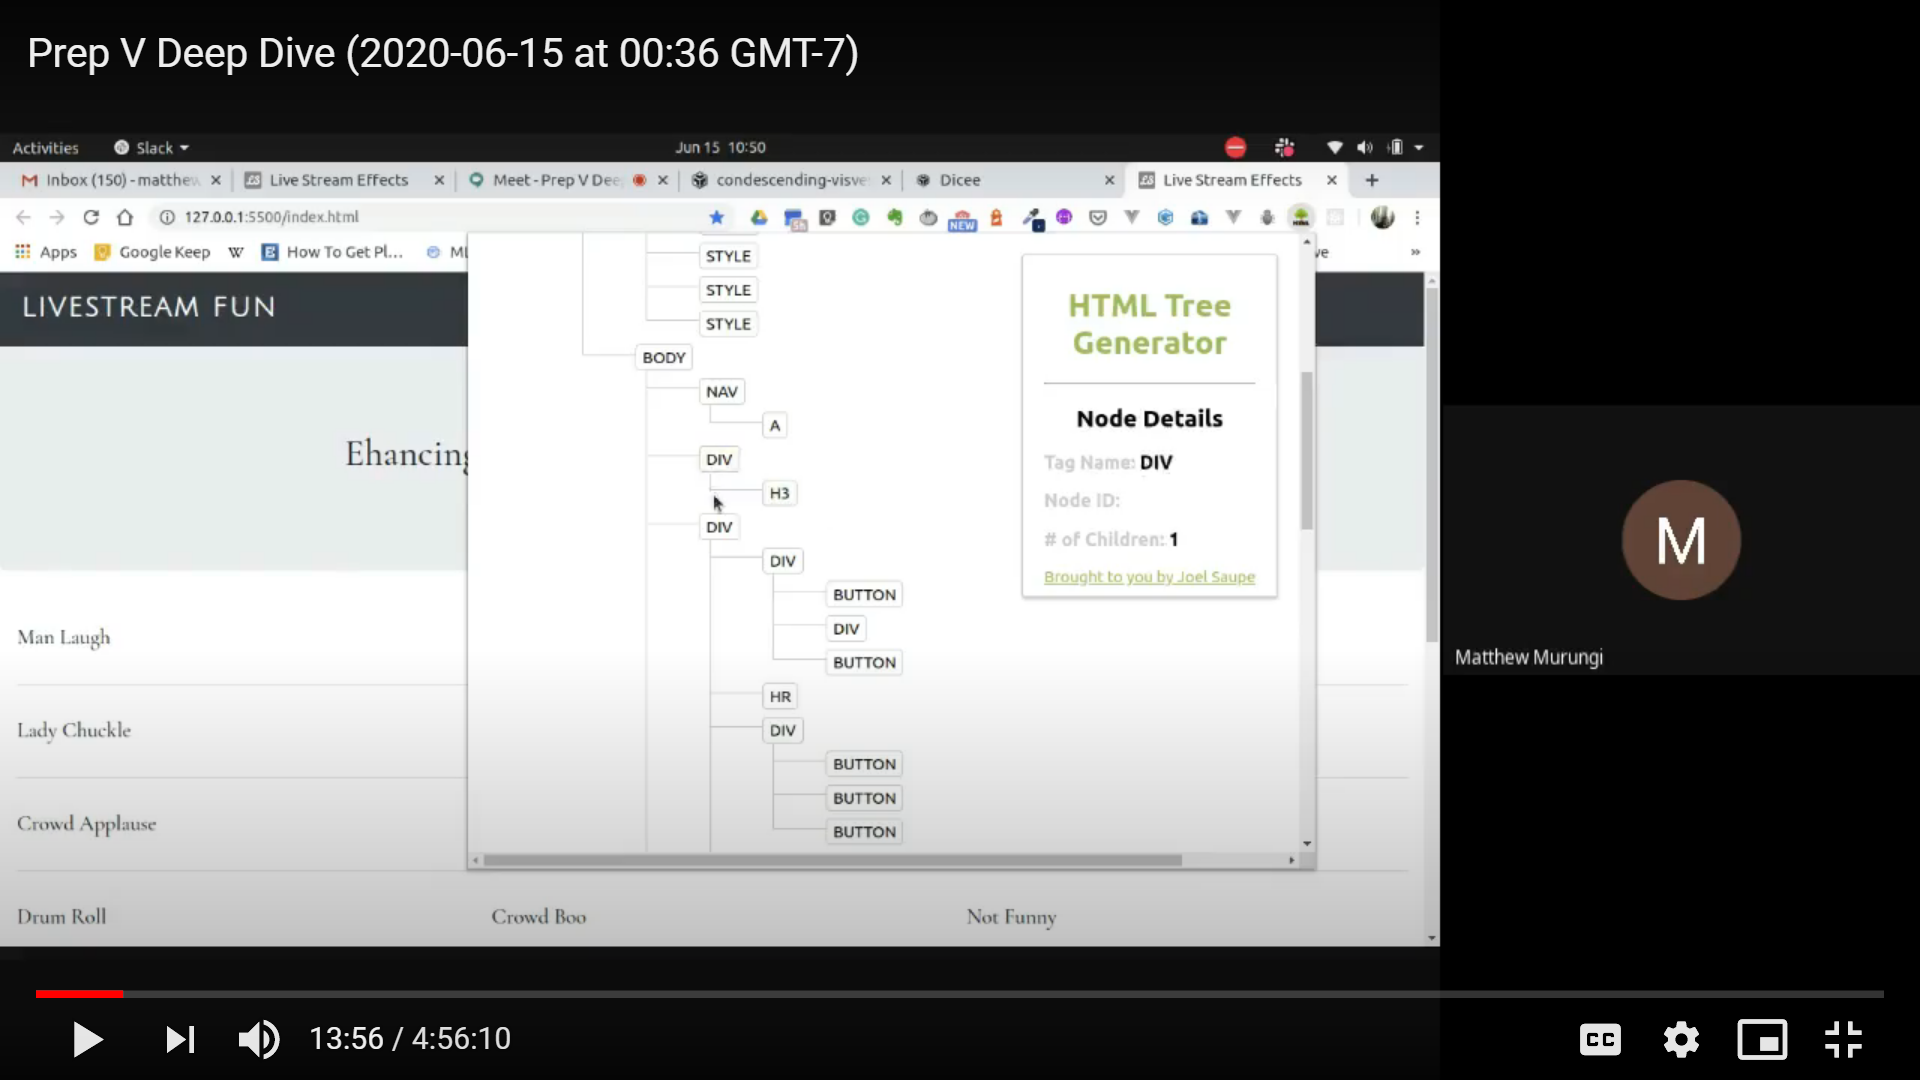 Prep V Deep Dive (2020-06-15 at 00:36 GMT-7)
Activities Slack Jun 15 10:50
Inbox (150) - matthew Live Stream Effects Meet - Prep V Dee condescending-visve Dicee Live Stream Effects
127.0.0.1:5500/index.html NEW
Apps Google Keep W How To Get Pl... »
LIVESTREAM FUN
Ehancing
STYLE
STYLE
STYLE
BODY
NAV
A
DIV
H3
DIV
DIV
BUTTON
DIV
BUTTON
HR
DIV
BUTTON
BUTTON
BUTTON
HTML Tree
Generator
Node Details
Tag Name: DIV
Node ID:
# of Children: 1
Brought to you by Joel Saupe
Man Laugh
Lady Chuckle
Crowd Applause
Drum Roll Crowd Boo Not Funny
M
Matthew Murungi
13:56 / 4:56:10
CC